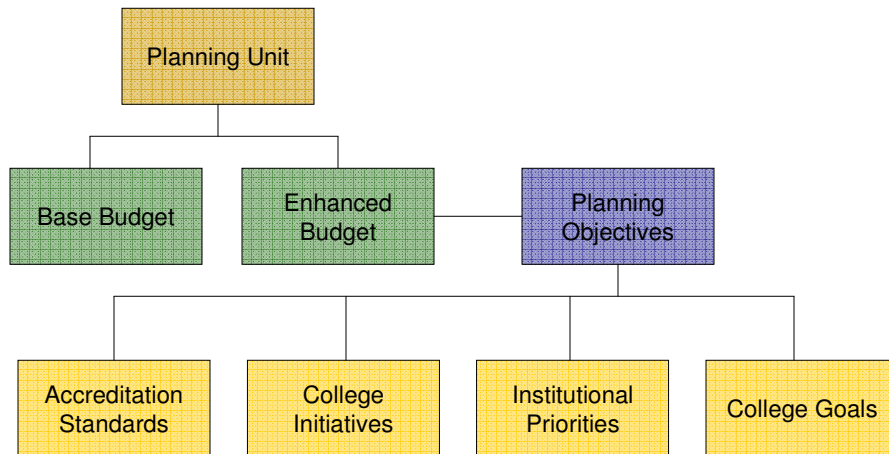 Planning Unit
Base Budget
Enhanced
Budget
Planning
Objectives
Accreditation
Standards
College
Initiatives
Institutional
Priorities
College Goals